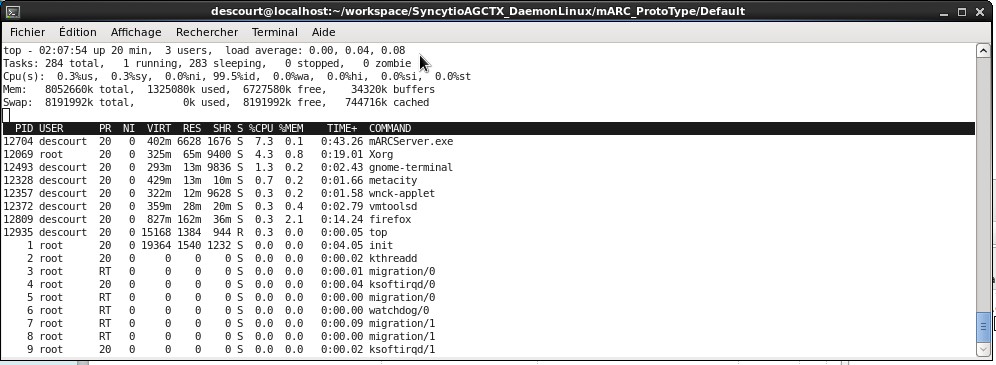 descourt@localhost:~/workspace/SyncytioAGCTX_DaemonLinux/mARC_ProtoType/Default
Fichier Édition Affichage Rechercher Terminal Aide
top - 02:07:54 up 20 min,  3 users,  load average: 0.00, 0.04, 0.08
Tasks: 284 total,   1 running, 283 sleeping,   0 stopped,   0 zombie
Cpu(s):  0.3%us,  0.3%sy,  0.0%ni, 99.5%id,  0.0%wa,  0.0%hi,  0.0%si,  0.0%st
Mem:   8052660k total,  1325080k used,  6727580k free,    34320k buffers
Swap:  8191992k total,        0k used,  8191992k free,   744716k cached
PID USER      PR  NI  VIRT  RES  SHR S %CPU %MEM    TIME+  COMMAND
12704 descourt  20   0  402m 6628 1676 S  7.3  0.1   0:43.26 mARCServer.exe
12069 root      20   0  325m  65m 9400 S  4.3  0.8   0:19.01 Xorg
12493 descourt  20   0  293m  13m 9836 S  1.3  0.2   0:02.43 gnome-terminal
12328 descourt  20   0  429m  13m  10m S  0.7  0.2   0:01.66 metacity
12357 descourt  20   0  322m  12m 9628 S  0.3  0.2   0:01.58 wnck-applet
12372 descourt  20   0  359m  28m  20m S  0.3  0.4   0:02.79 vmtoolsd
12809 descourt  20   0  827m 162m  36m S  0.3  2.1   0:14.24 firefox
12935 descourt  20   0 15168 1384  944 R  0.3  0.0   0:00.05 top
1 root      20   0 19364 1540 1232 S  0.0  0.0   0:04.05 init
2 root      20   0     0    0    0 S  0.0  0.0   0:00.02 kthreadd
3 root      RT   0     0    0    0 S  0.0  0.0   0:00.01 migration/0
4 root      20   0     0    0    0 S  0.0  0.0   0:00.04 ksoftirqd/0
5 root      RT   0     0    0    0 S  0.0  0.0   0:00.00 migration/0
6 root      RT   0     0    0    0 S  0.0  0.0   0:00.00 watchdog/0
7 root      RT   0     0    0    0 S  0.0  0.0   0:00.09 migration/1
8 root      RT   0     0    0    0 S  0.0  0.0   0:00.00 migration/1
9 root      20   0     0    0    0 S  0.0  0.0   0:00.02 ksoftirqd/1